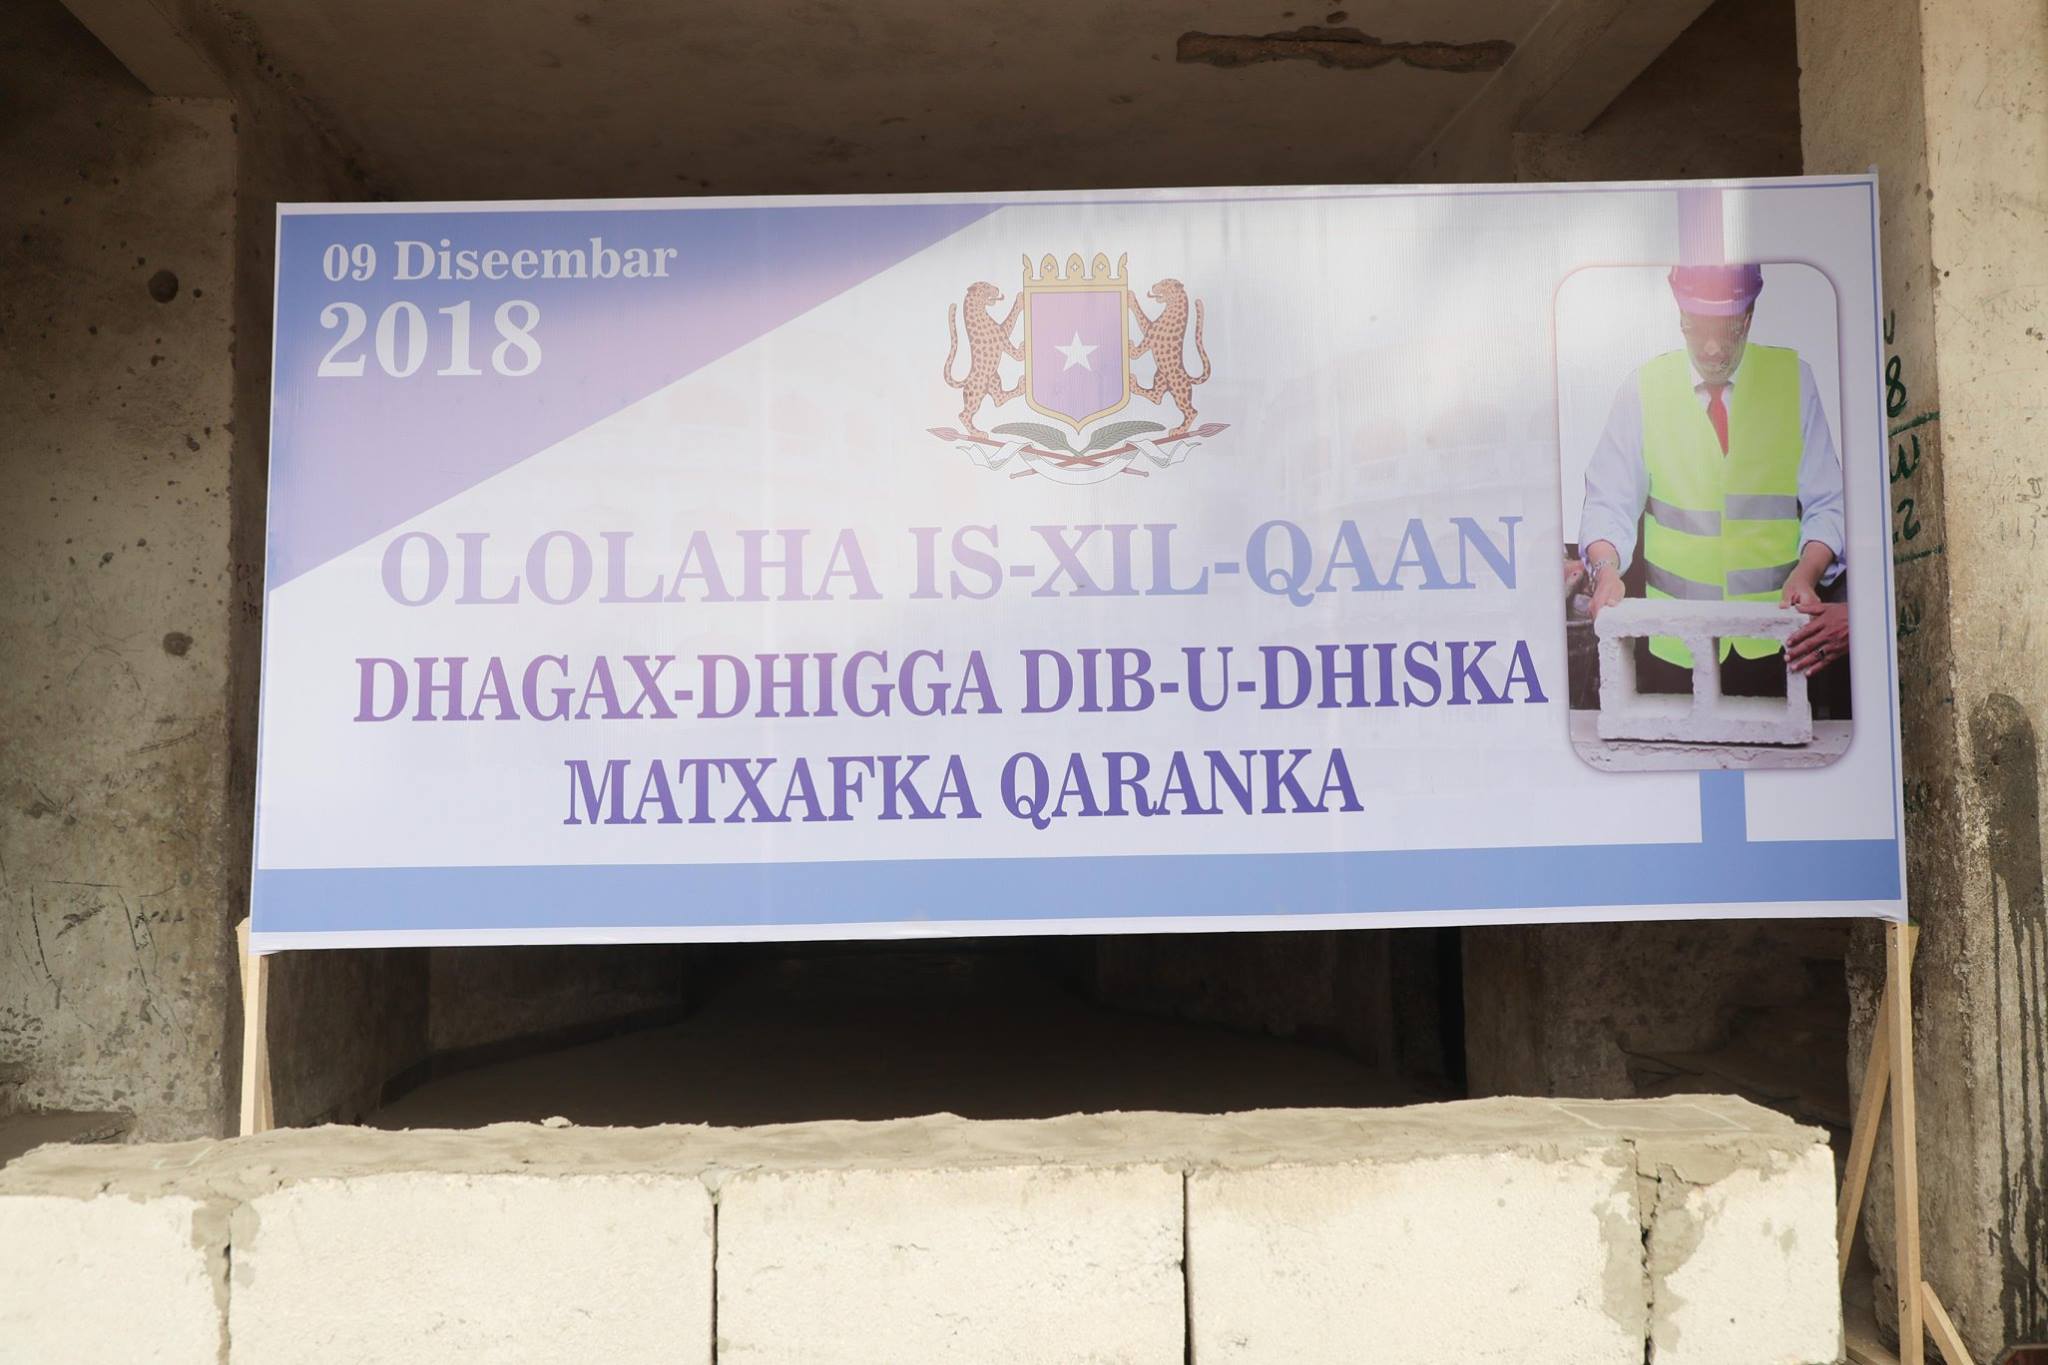 09 Diseembar
2018
OLOLAHA IS-XIL-QAAN
DHAGAX-DHIGGA DIB-U-DHISKA
MATXAFKA QARANKA